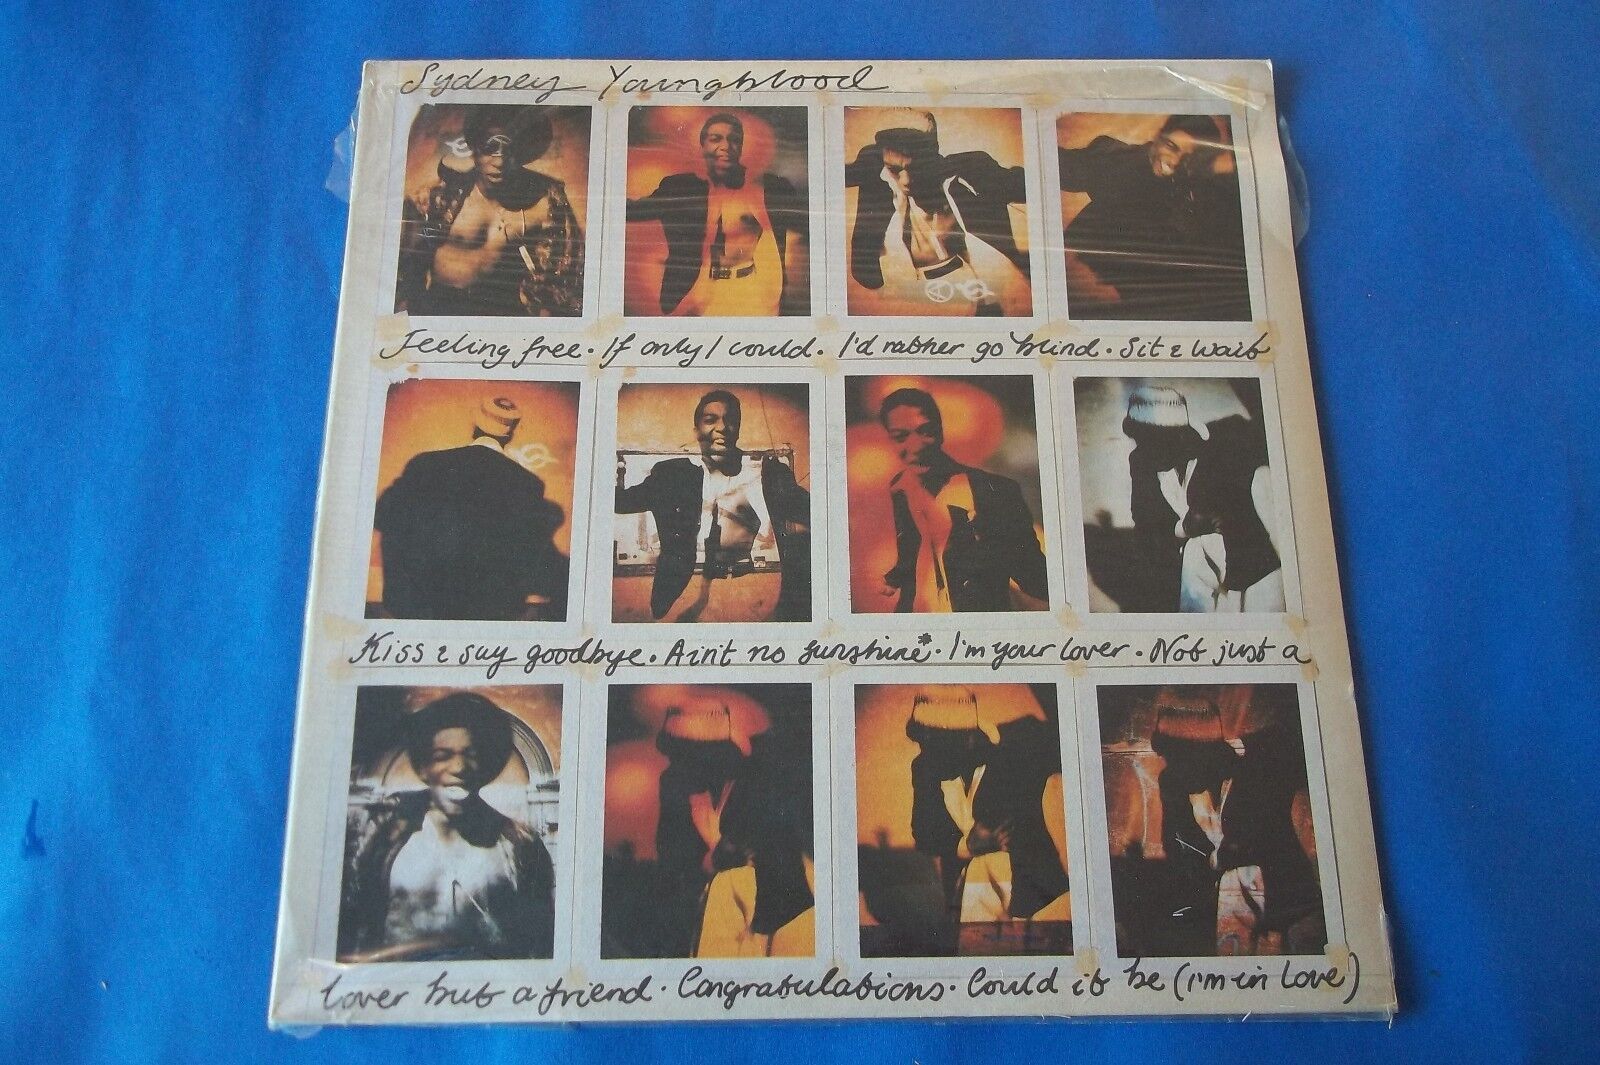 Sydney Youngblood
Feeling free. If only I could. I'd rather go blind. Sit & wait
Kiss & say goodbye. Ain't no sunshine*. I'm your lover. Not just a
lover but a friend. Congratulations. Could it be (I'm in love)